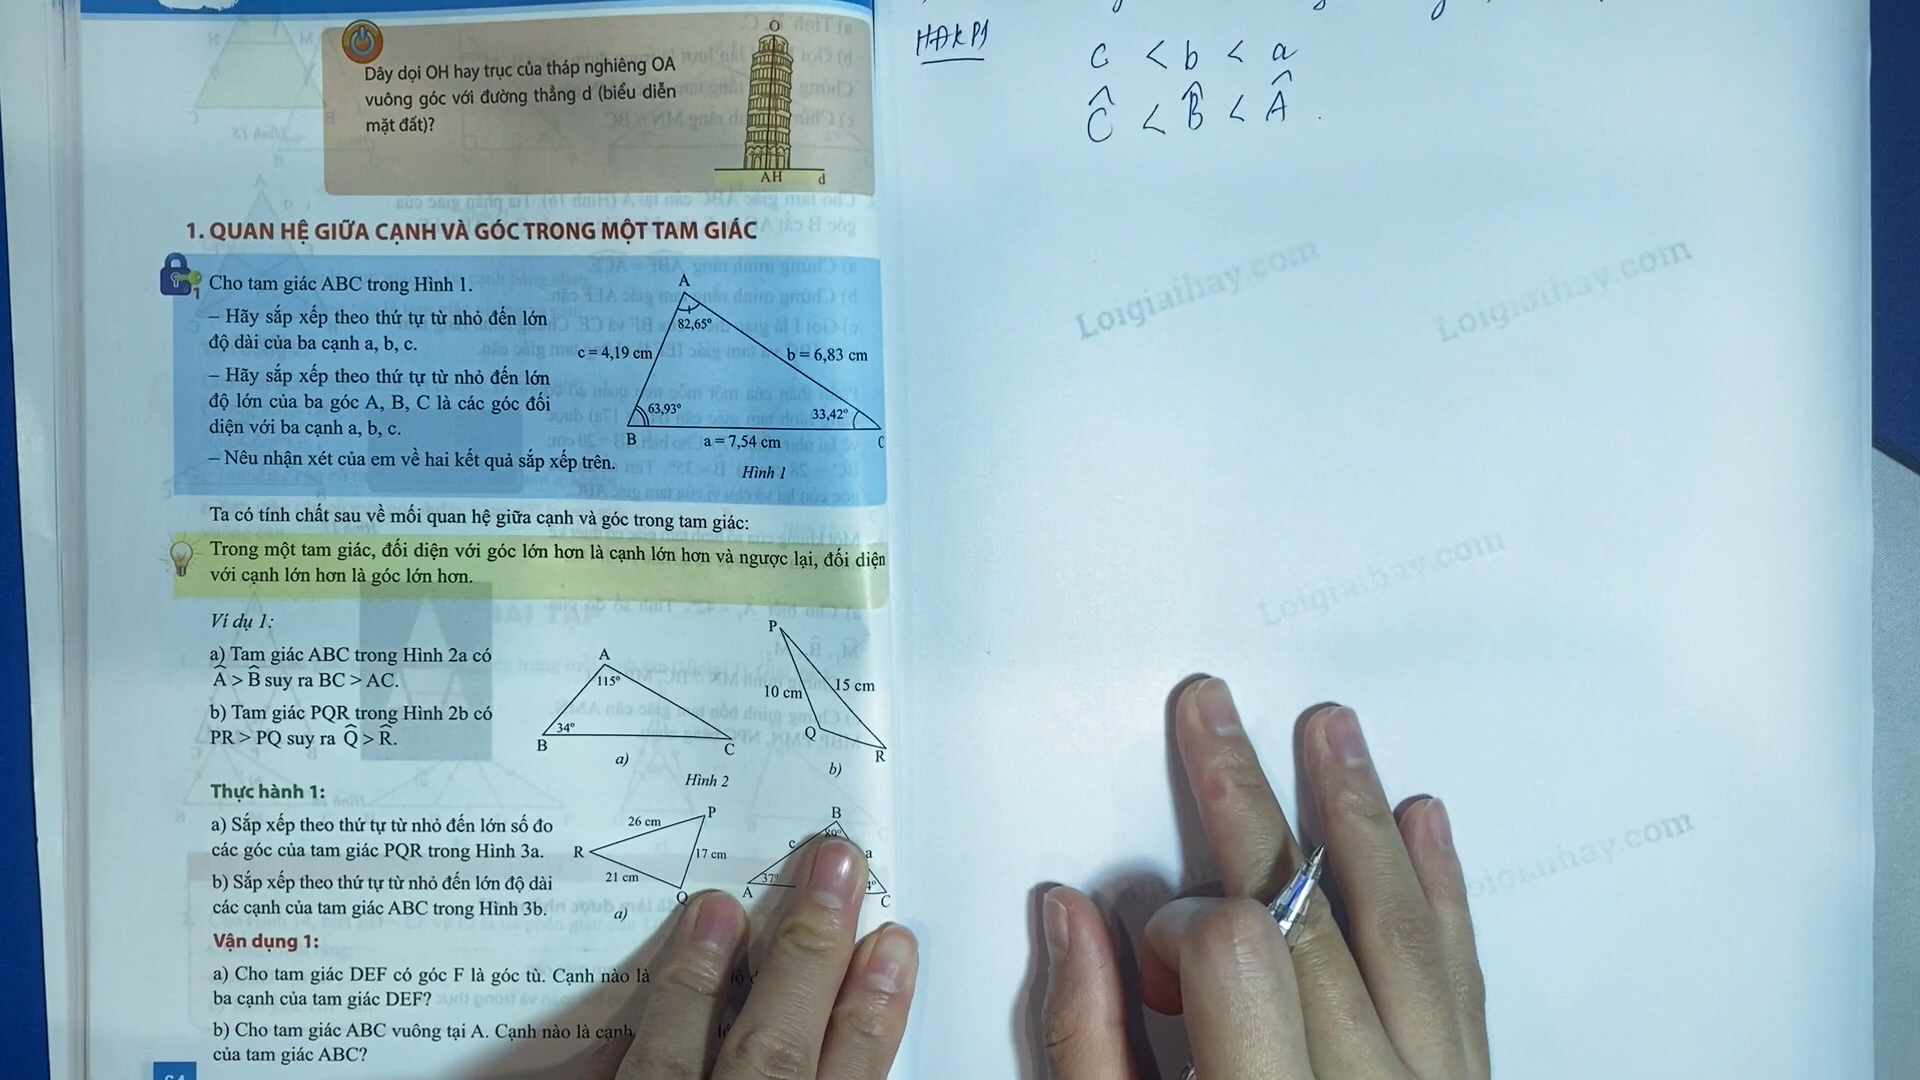 O
Dây dọi OH hay trục của tháp nghiêng OA
vuông góc với đường thẳng d (biểu diễn
mặt đất)?
AH
d
1. QUAN HỆ GIỮA CẠNH VÀ GÓC TRONG MỘT TAM GIÁC
1
Cho tam giác ABC trong Hình 1.
– Hãy sắp xếp theo thứ tự từ nhỏ đến lớn
độ dài của ba cạnh a, b, c.
– Hãy sắp xếp theo thứ tự từ nhỏ đến lớn
độ lớn của ba góc A, B, C là các góc đối
diện với ba cạnh a, b, c.
– Nêu nhận xét của em về hai kết quả sắp xếp trên.
A
82,65°
c = 4,19 cm
b = 6,83 cm
63,93°
33,42°
B
a = 7,54 cm
C
Hình 1
Ta có tính chất sau về mối quan hệ giữa cạnh và góc trong tam giác:
Trong một tam giác, đối diện với góc lớn hơn là cạnh lớn hơn và ngược lại, đối diện
với cạnh lớn hơn là góc lớn hơn.
Ví dụ 1:
a) Tam giác ABC trong Hình 2a có
Â > B̂ suy ra BC > AC.
b) Tam giác PQR trong Hình 2b có
PR > PQ suy ra Q̂ > R̂.
A
115°
34°
B
C
a)
P
10 cm
15 cm
Q
R
b)
Hình 2
Thực hành 1:
a) Sắp xếp theo thứ tự từ nhỏ đến lớn số đo
các góc của tam giác PQR trong Hình 3a.
b) Sắp xếp theo thứ tự từ nhỏ đến lớn độ dài
các cạnh của tam giác ABC trong Hình 3b.
P
26 cm
R
17 cm
21 cm
Q
a)
B
c
a
37°
A
C
Vận dụng 1:
a) Cho tam giác DEF có góc F là góc tù. Cạnh nào là
ba cạnh của tam giác DEF?
b) Cho tam giác ABC vuông tại A. Cạnh nào là cạnh
của tam giác ABC?
HĐKP1
c < b < a
Ĉ < B̂ < Â .
Loigiaihay.com
Loigiaihay.com
Loigiaihay.com
Loigiaihay.com